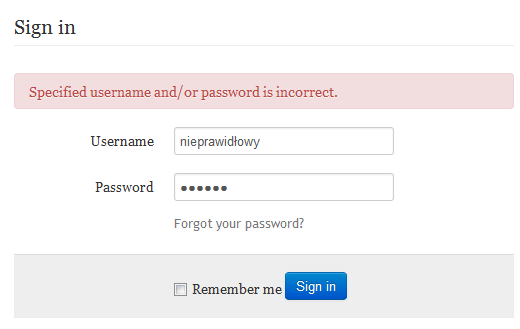 Sign in
Specified username and/or password is incorrect.
Username nieprawidłowy
Password ••••••
Forgot your password?
Remember me Sign in